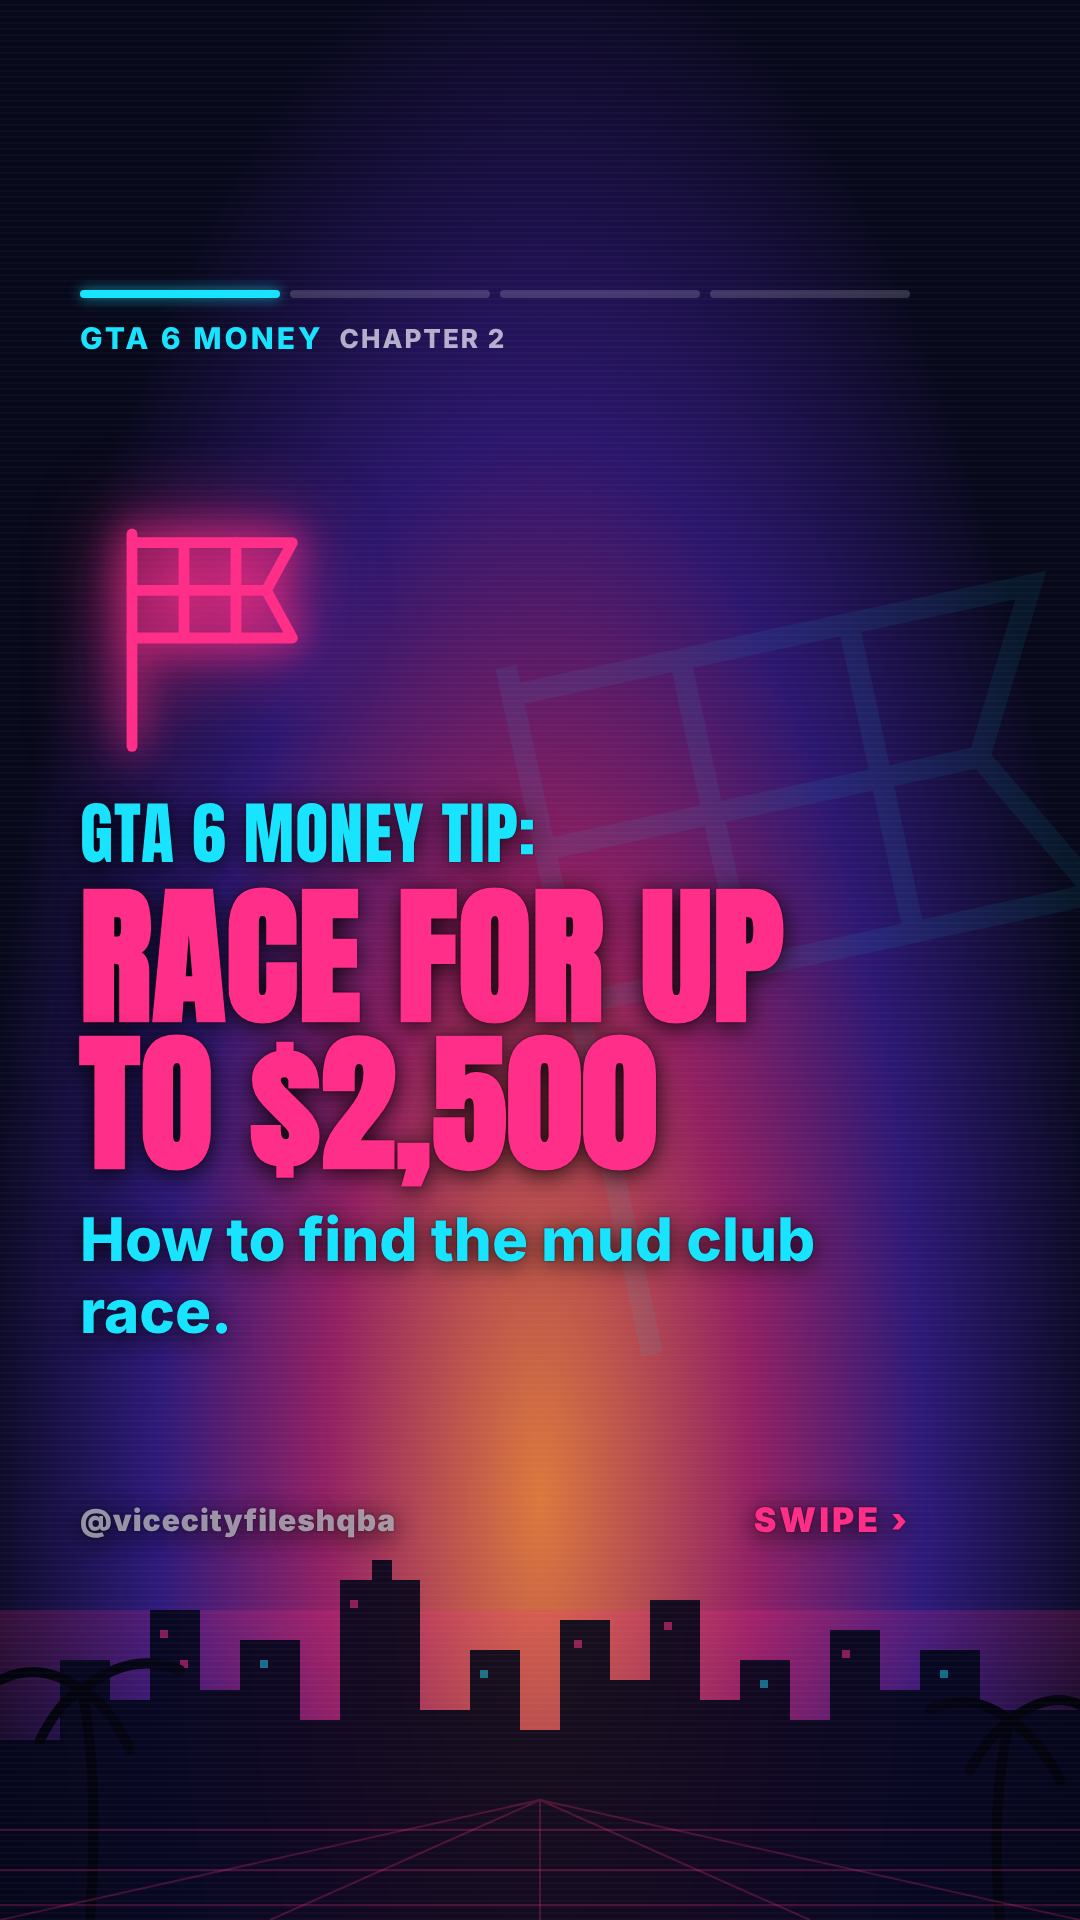 GTA 6 MONEY CHAPTER 2
GTA 6 MONEY TIP:
RACE FOR UP
TO $2,500
How to find the mud club
race.
@vicecityfileshqba
SWIPE ›